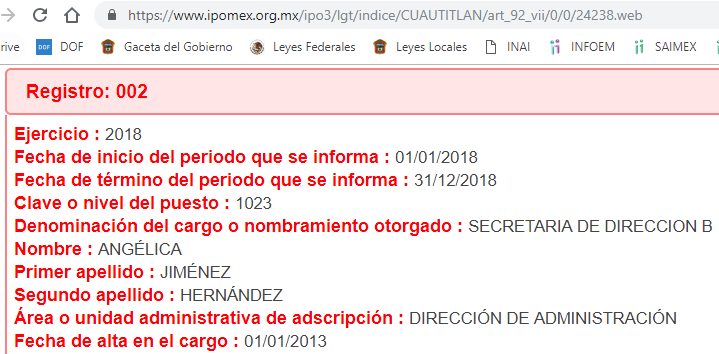 https://www.ipomex.org.mx/ipo3/lgt/indice/CUAUTITLAN/art_92_vii/0/0/24238.web
rive DOF DOF Gaceta del Gobierno Leyes Federales Leyes Locales INAI INFOEM SAIMEX
Registro: 002
Ejercicio : 2018
Fecha de inicio del periodo que se informa : 01/01/2018
Fecha de término del periodo que se informa : 31/12/2018
Clave o nivel del puesto : 1023
Denominación del cargo o nombramiento otorgado : SECRETARIA DE DIRECCION B
Nombre : ANGÉLICA
Primer apellido : JIMÉNEZ
Segundo apellido : HERNÁNDEZ
Área o unidad administrativa de adscripción : DIRECCIÓN DE ADMINISTRACIÓN
Fecha de alta en el cargo : 01/01/2013